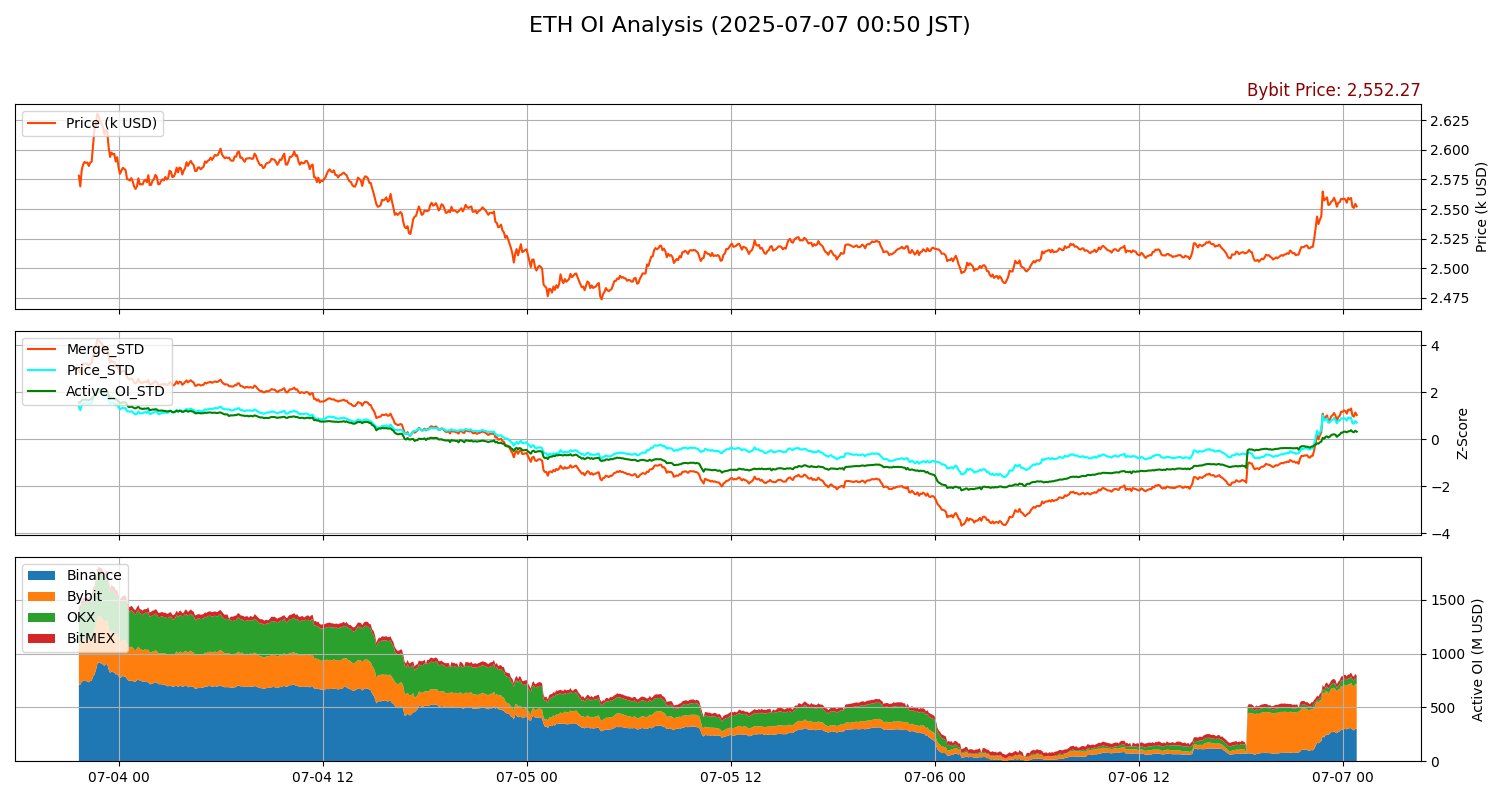 ETH OI Analysis (2025-07-07 00:50 JST)
Bybit Price: 2,552.27
Price (k USD)
2.625
2.600
2.575
2.550
2.525
2.500
2.475
Price (k USD)
Merge_STD
Price_STD
Active_OI_STD
4
2
0
−2
−4
Z-Score
Binance
Bybit
OKX
BitMEX
1500
1000
500
0
Active OI (M USD)
07-04 00
07-04 12
07-05 00
07-05 12
07-06 00
07-06 12
07-07 00